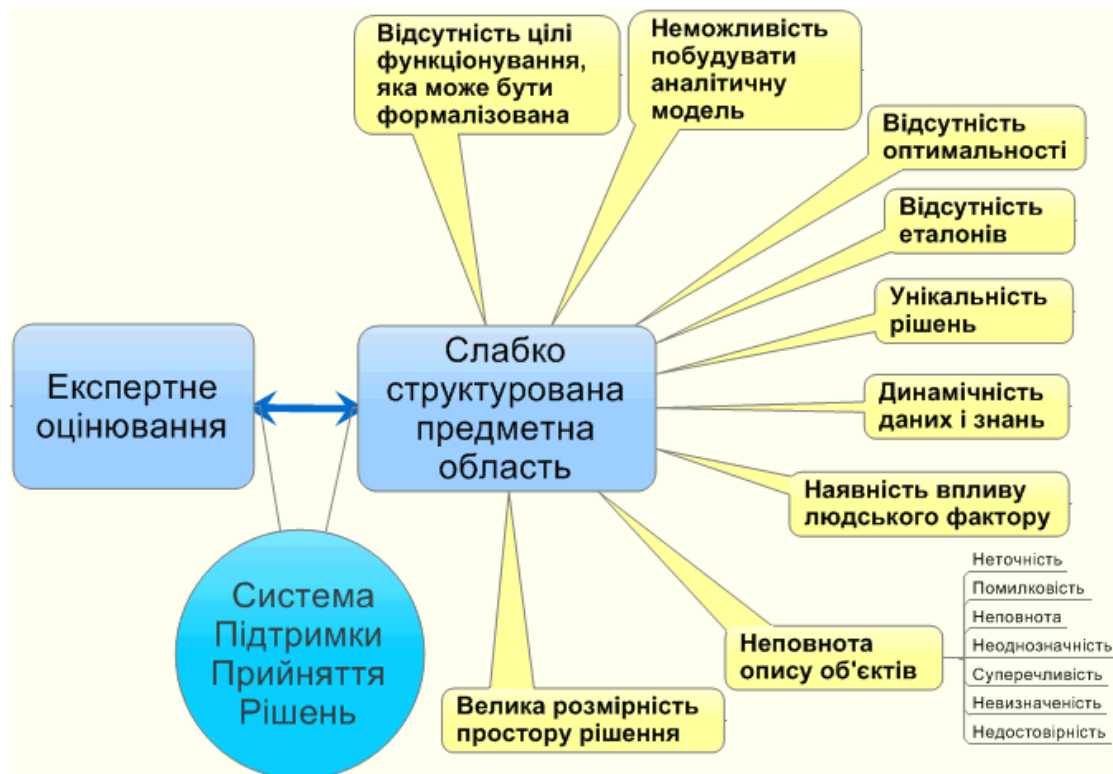 Відсутність цілі
функціонування,
яка може бути
формалізована
Неможливість
побудувати
аналітичну
модель
Відсутність
оптимальності
Відсутність
еталонів
Унікальність
рішень
Експертне
оцінювання
Слабко
структурована
предметна
область
Динамічність
даних і знань
Наявність впливу
людського фактору
Система
Підтримки
Прийняття
Рішень
Неповнота
опису об'єктів
Неточність
Помилковість
Неповнота
Неоднозначність
Суперечливість
Невизначеність
Недостовірність
Велика розмірність
простору рішення